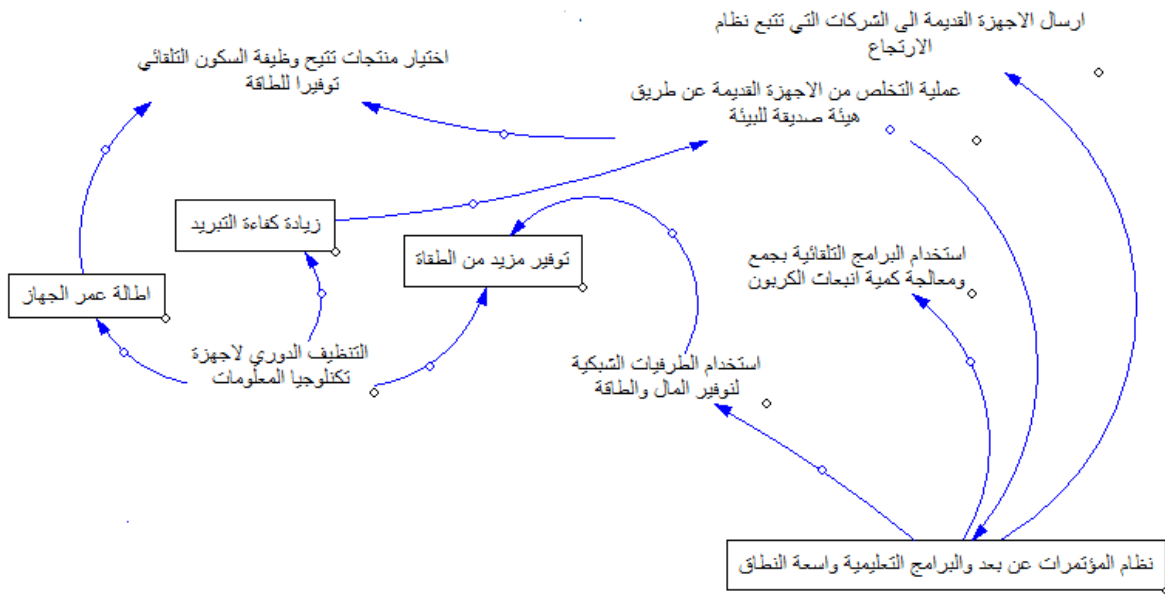 ارسال الاجهزة القديمة الى الشركات التي تتبع نظام
الارتجاع
اختيار منتجات تتيح وظيفة السكون التلقائي
توفيرا للطاقة
عملية التخلص من الاجهزة القديمة عن طريق
هيئة صديقة للبيئة
زيادة كفاءة التبريد
توفير مزيد من الطقاة
استخدام البرامج التلقائية بجمع
ومعالجة كمية انبعات الكربون
اطالة عمر الجهاز
التنظيف الدوري لاجهزة
تكنلوجيا المعلومات
استخدام الطرفيات الشبكية
لنوفير المال والطاقة
نظام المؤتمرات عن بعد والبرامج التعليمية واسعة النطاق